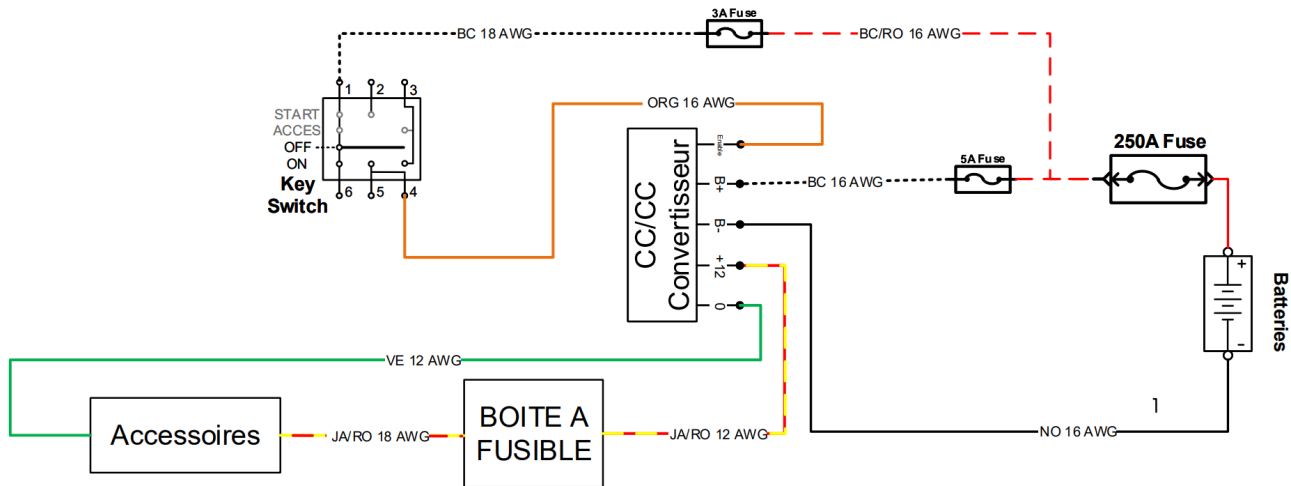 3A Fuse
BC 18 AWG
BC/RO 16 AWG
1 2 3
START
ACCES
OFF
ON
6 5 4
Key
Switch
ORG 16 AWG
CC/CC
Convertisseur
Enable
B+
B-
+12
0
BC 16 AWG
5A Fuse
250A Fuse
+
-
Batteries
1
NO 16 AWG
VE 12 AWG
Accessoires
JA/RO 18 AWG
BOITE A
FUSIBLE
JA/RO 12 AWG